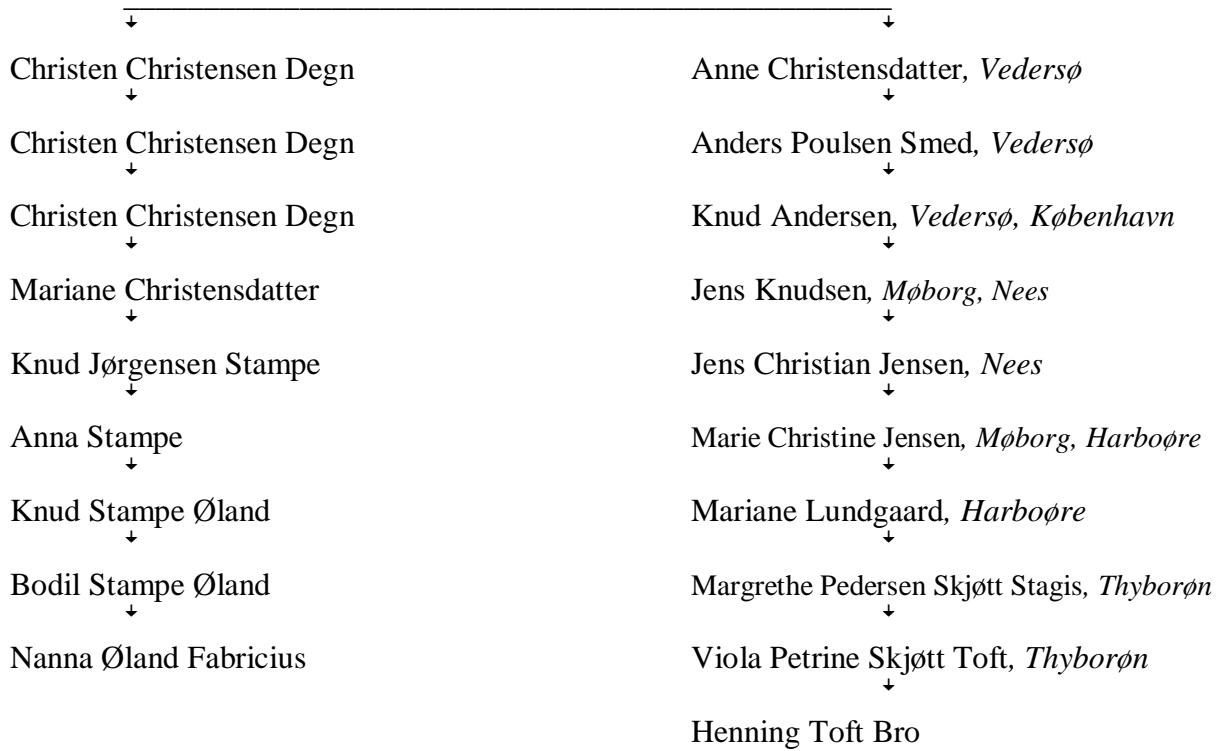 Christen Christensen Degn
Anne Christensdatter, Vedersø
Christen Christensen Degn
Anders Poulsen Smed, Vedersø
Christen Christensen Degn
Knud Andersen, Vedersø, København
Mariane Christensdatter
Jens Knudsen, Møborg, Nees
Knud Jørgensen Stampe
Jens Christian Jensen, Nees
Anna Stampe
Marie Christine Jensen, Møborg, Harboøre
Knud Stampe Øland
Mariane Lundgaard, Harboøre
Bodil Stampe Øland
Margrethe Pedersen Skjøtt Stagis, Thyborøn
Nanna Øland Fabricius
Viola Petrine Skjøtt Toft, Thyborøn
Henning Toft Bro